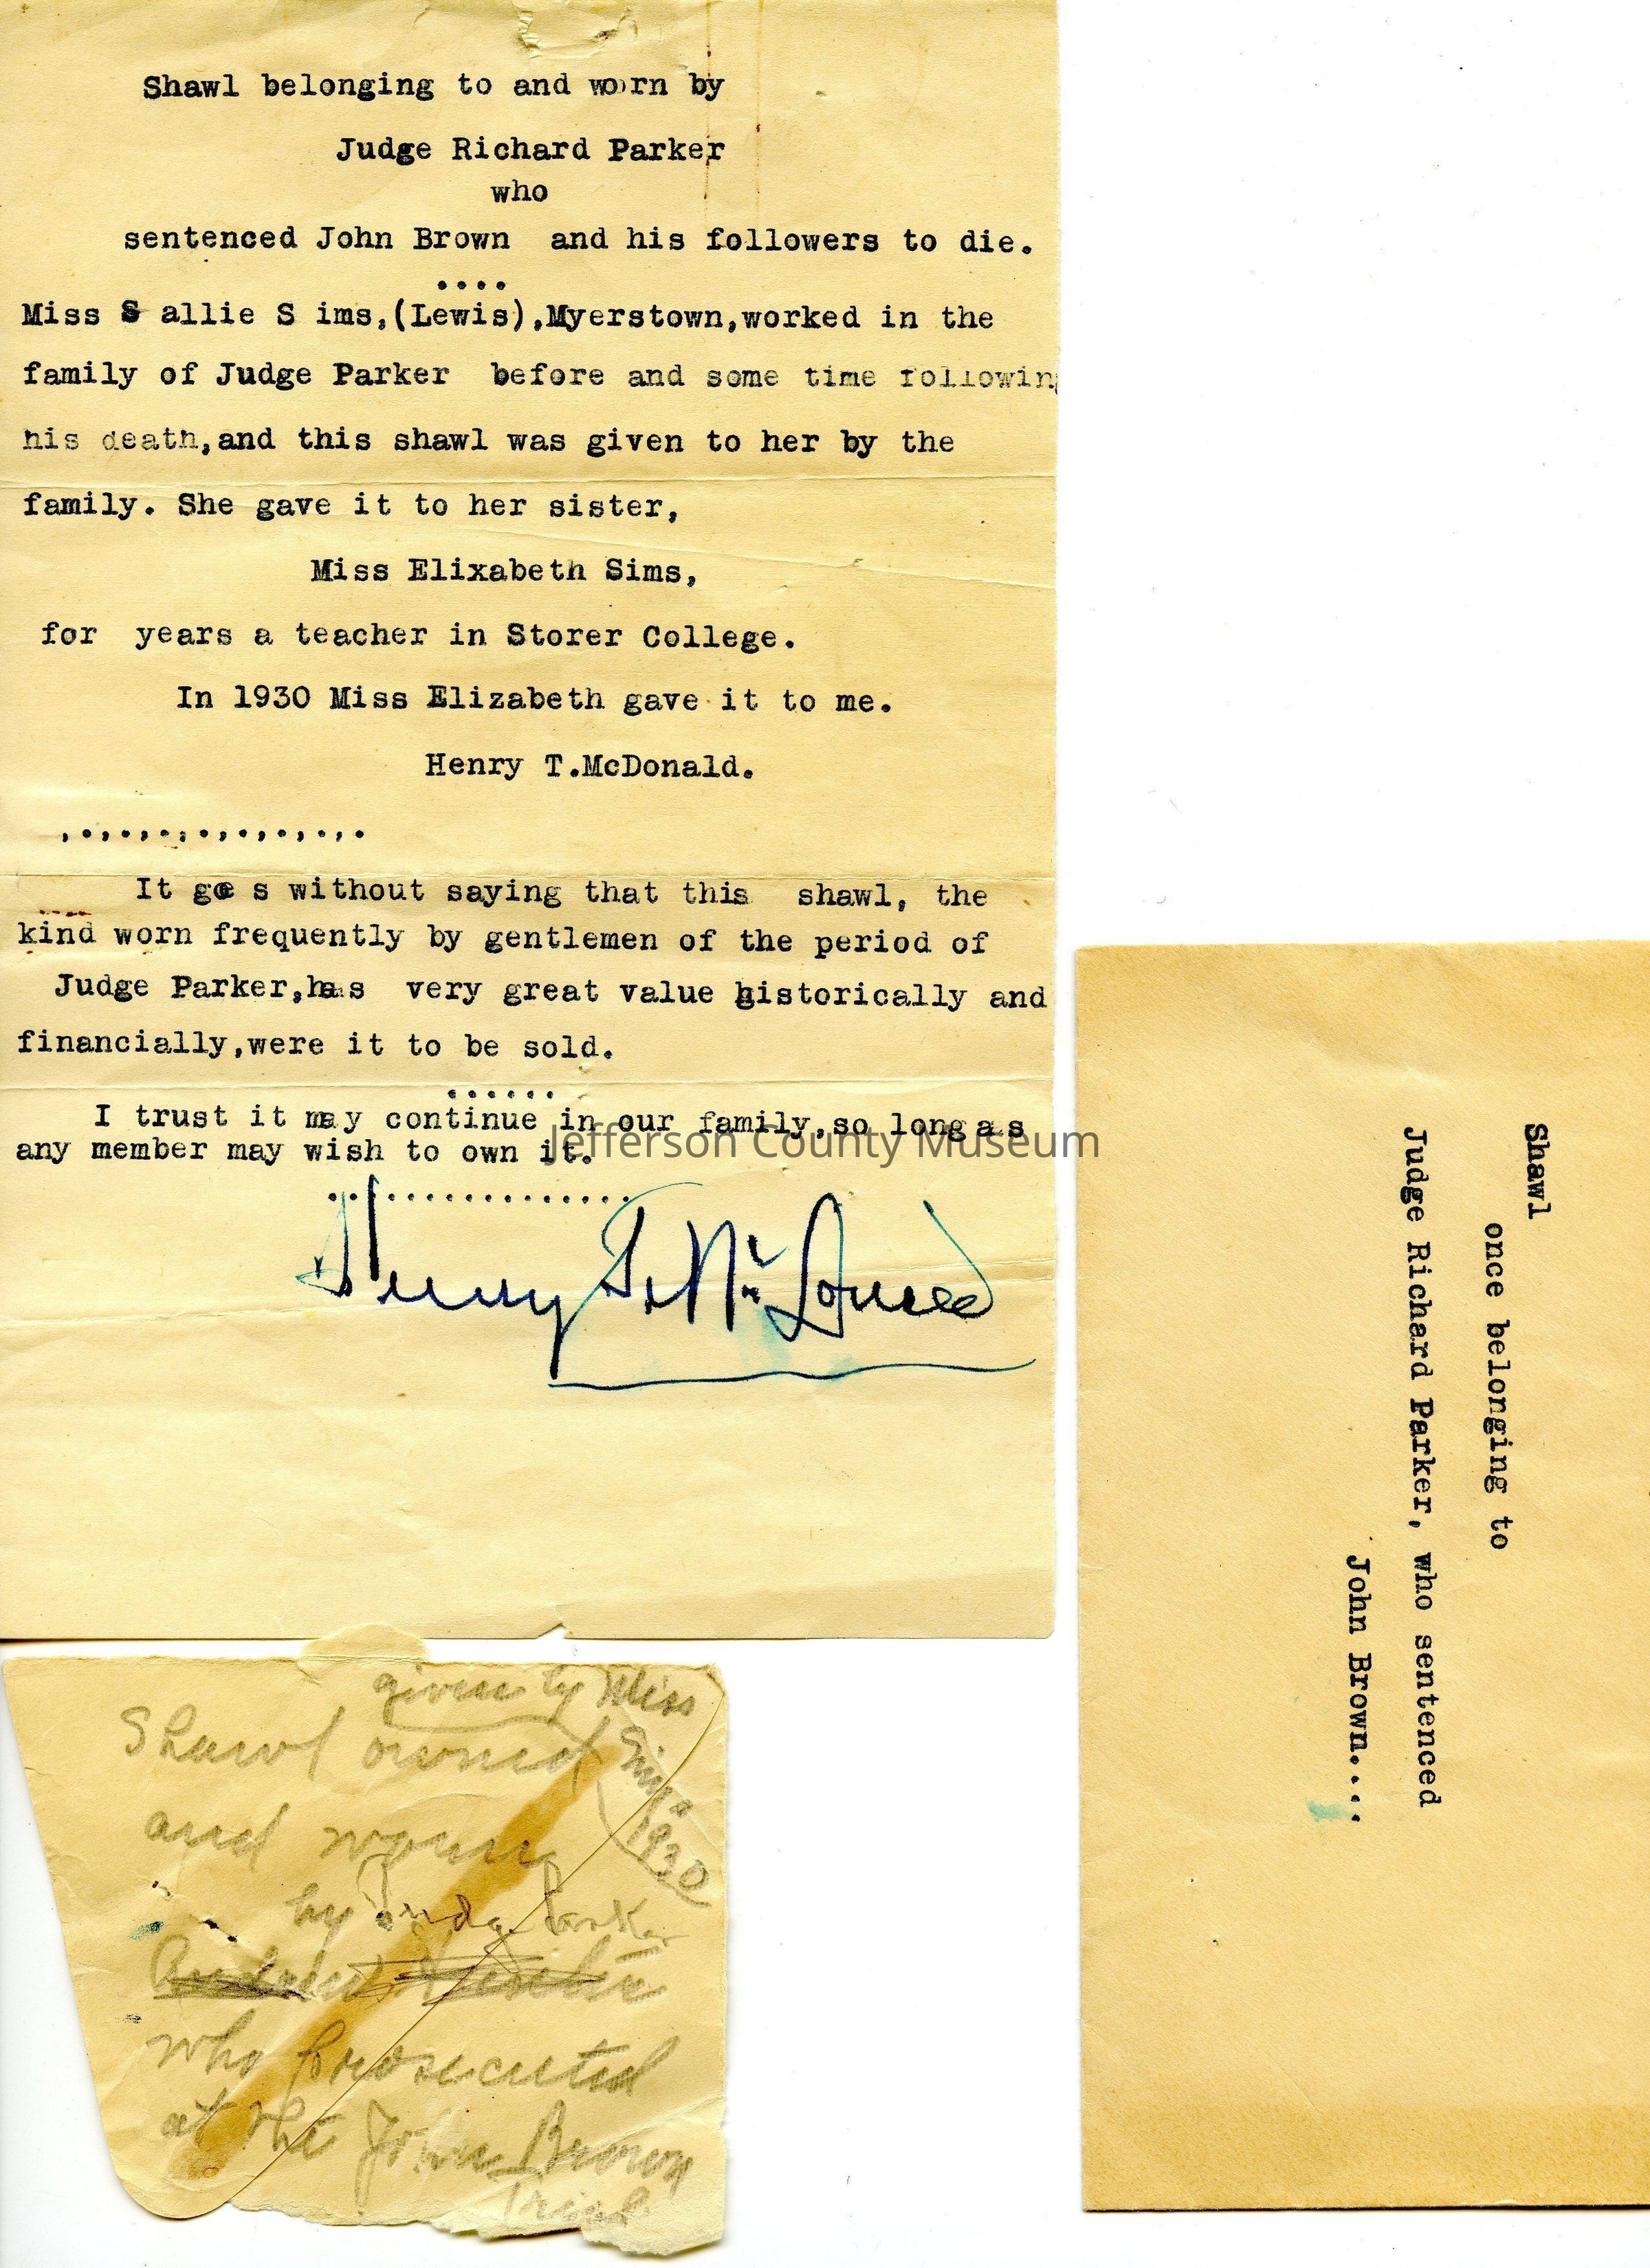 Shawl belonging to and worn by
Judge Richard Parker
who
sentenced John Brown and his followers to die.
....
Miss S allie S ims,(Lewis),Myerstown,worked in the
family of Judge Parker before and some time following
his death,and this shawl was given to her by the
family. She gave it to her sister,
Miss Elixabeth Sims,
for years a teacher in Storer College.
In 1930 Miss Elizabeth gave it to me.
Henry T.McDonald.
,.,.,.,.,.,.,.,.
It goe s without saying that this shawl, the
kind worn frequently by gentlemen of the period of
Judge Parker,has very great value historically and
financially,were it to be sold.
......
I trust it may continue in our family,so long as
any member may wish to own it.
................
Henry T. McDonald
Jefferson County Museum
given by Miss
Sims
1930
Shawl owned
and worn
by Judge Parker
Andrew Hunter
who prosecuted
at the John Brown
Trial
Shawl
once belonging to
Judge Richard Parker, who sentenced
John Brown....